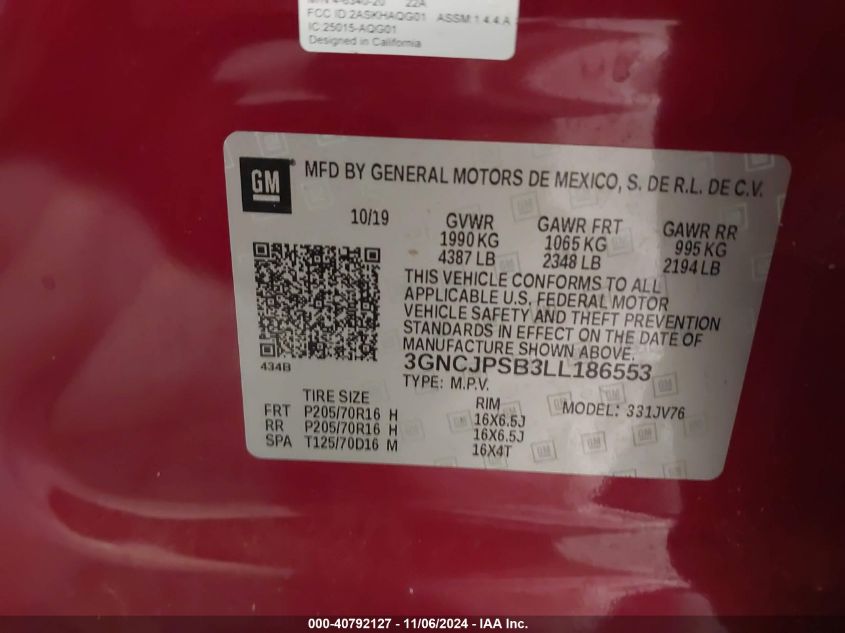 22A
FCC ID:2ASKHAQG01 ASSM:1.4.4.A
IC:25015-AQG01
Designed in California
GM MFD BY GENERAL MOTORS DE MEXICO, S. DE R.L. DE C.V.
10/19 GVWR GAWR FRT GAWR RR
1990 KG 1065 KG 995 KG
4387 LB 2348 LB 2194 LB
THIS VEHICLE CONFORMS TO ALL
APPLICABLE U.S. FEDERAL MOTOR
VEHICLE SAFETY AND THEFT PREVENTION
STANDARDS IN EFFECT ON THE DATE OF
MANUFACTURE SHOWN ABOVE.
434B
3GNCJPSB3LL186553
TYPE: M.P.V.
TIRE SIZE RIM MODEL: 331JV76
FRT P205/70R16 H 16X6.5J
RR P205/70R16 H 16X6.5J
SPA T125/70D16 M 16X4T
000-40792127 - 11/06/2024 - IAA Inc.